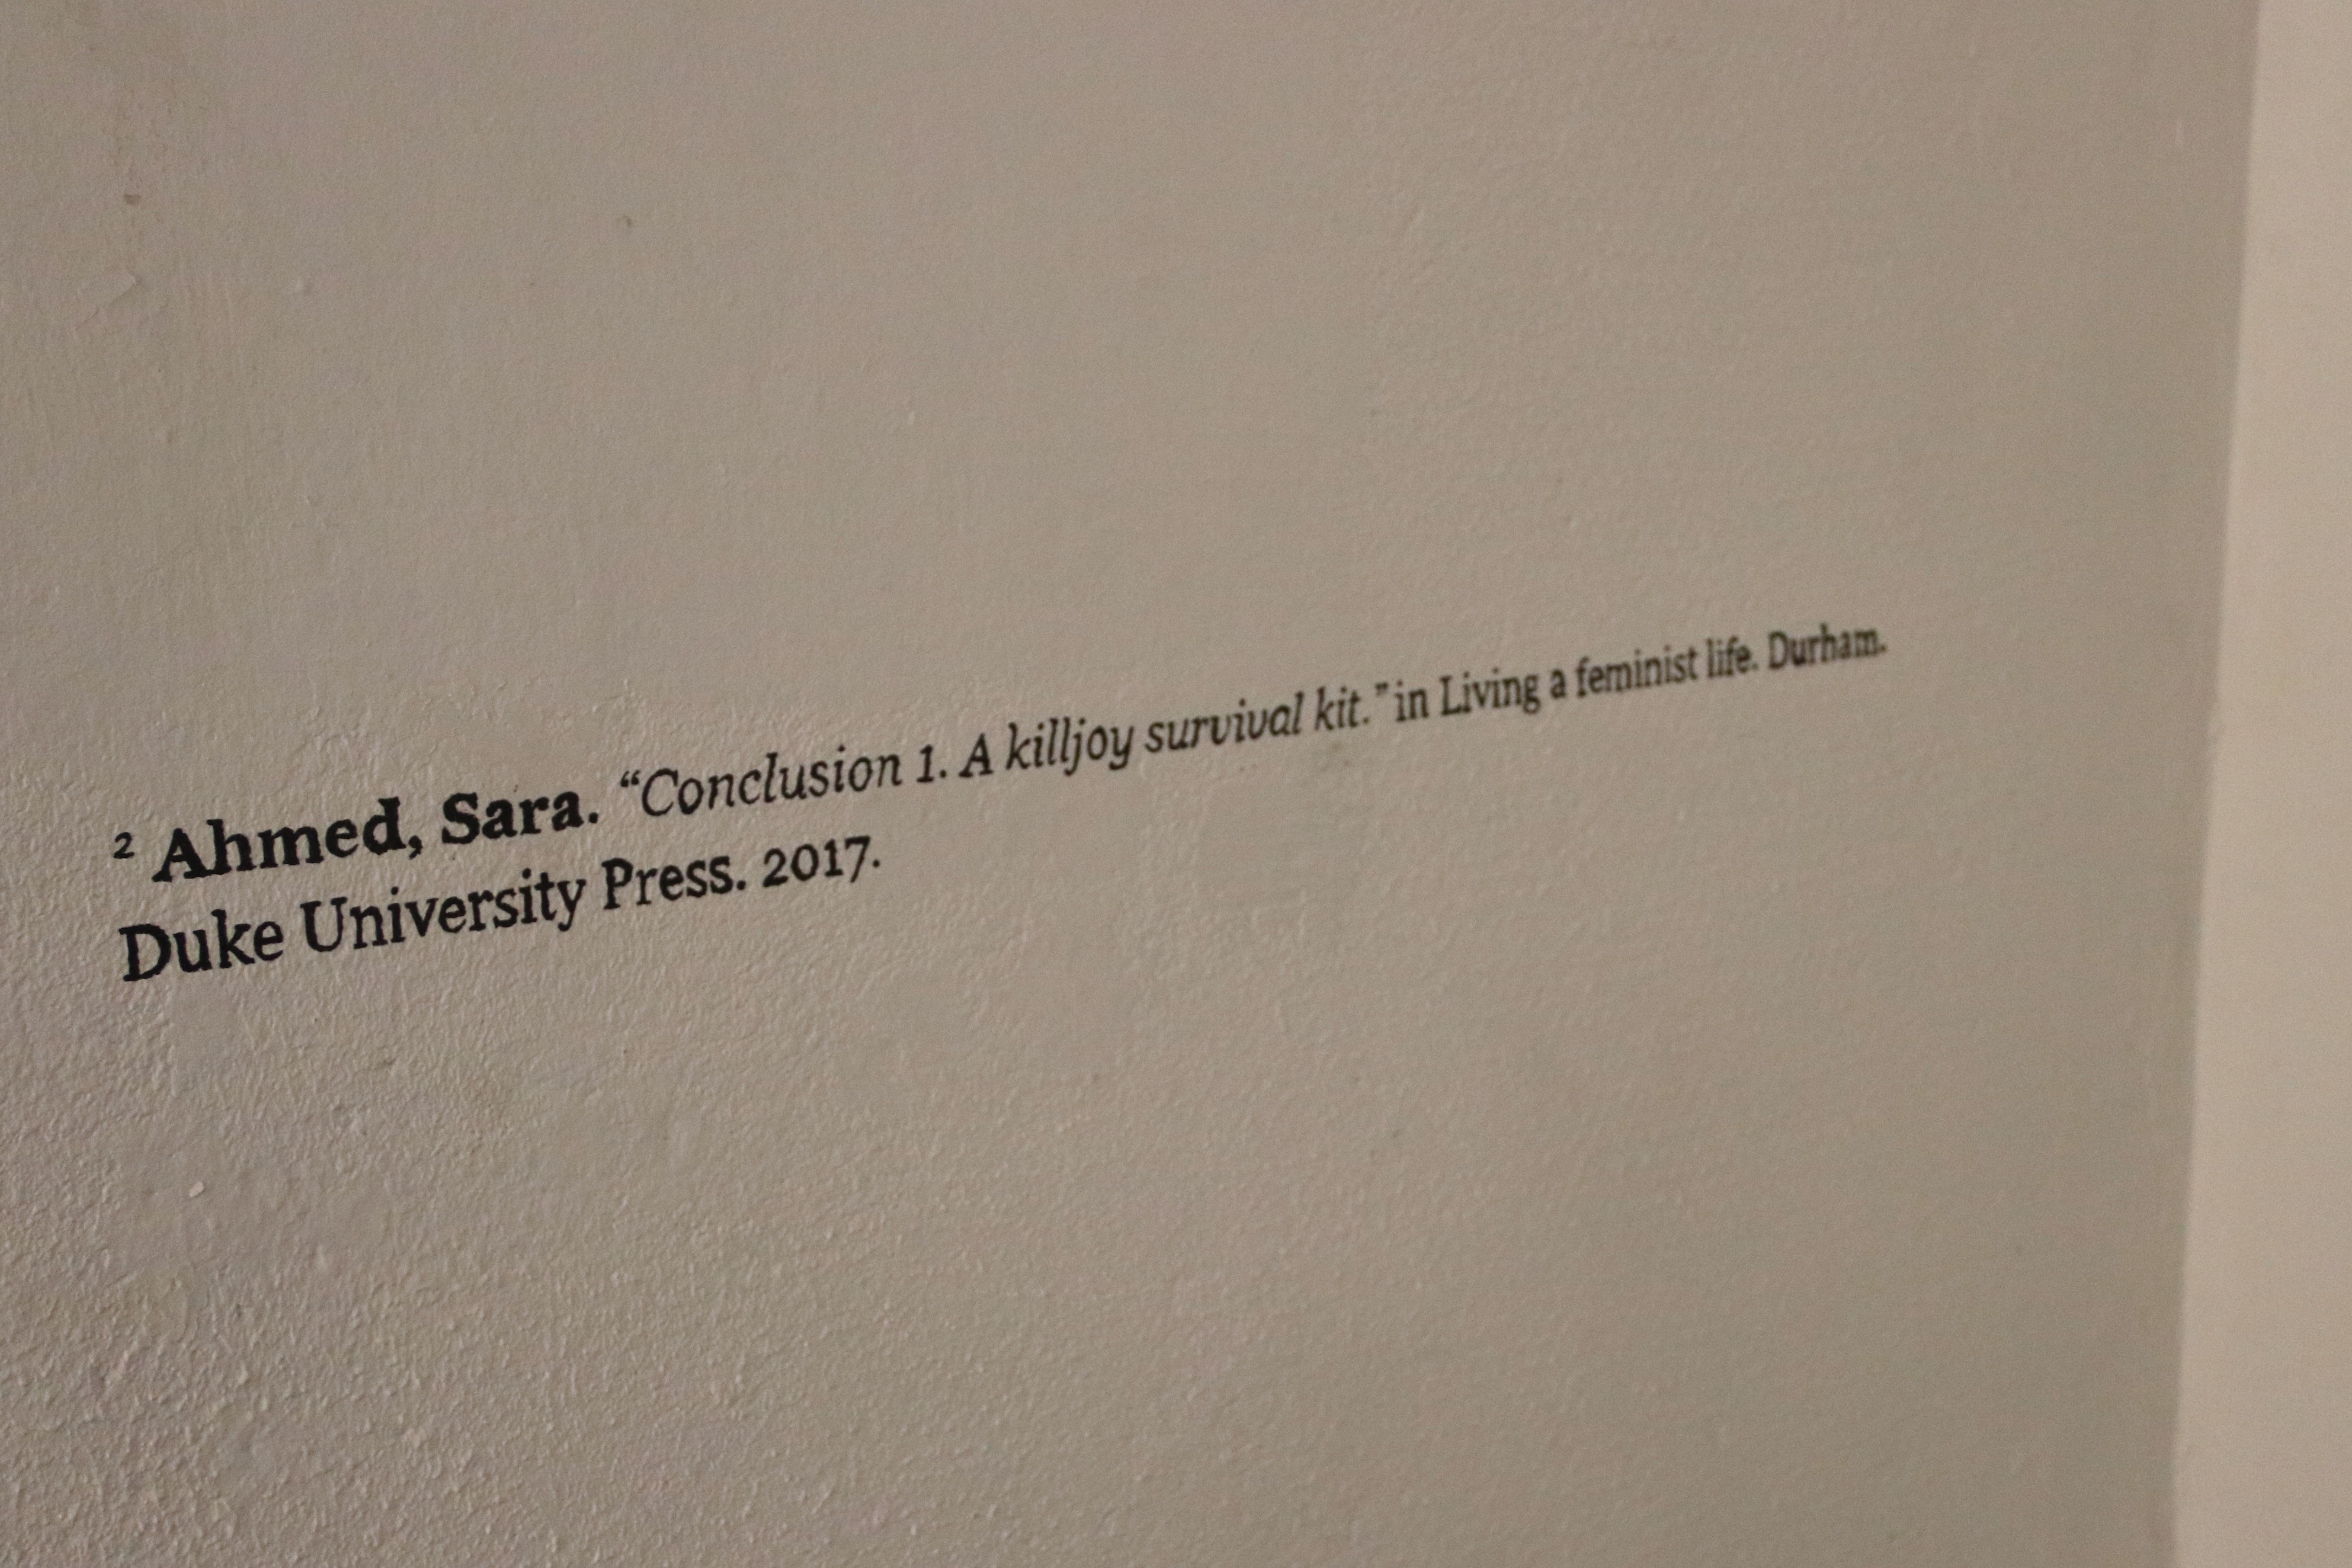 ² Ahmed, Sara. “Conclusion 1. A killjoy survival kit.” in Living a feminist life. Durham.
Duke University Press. 2017.